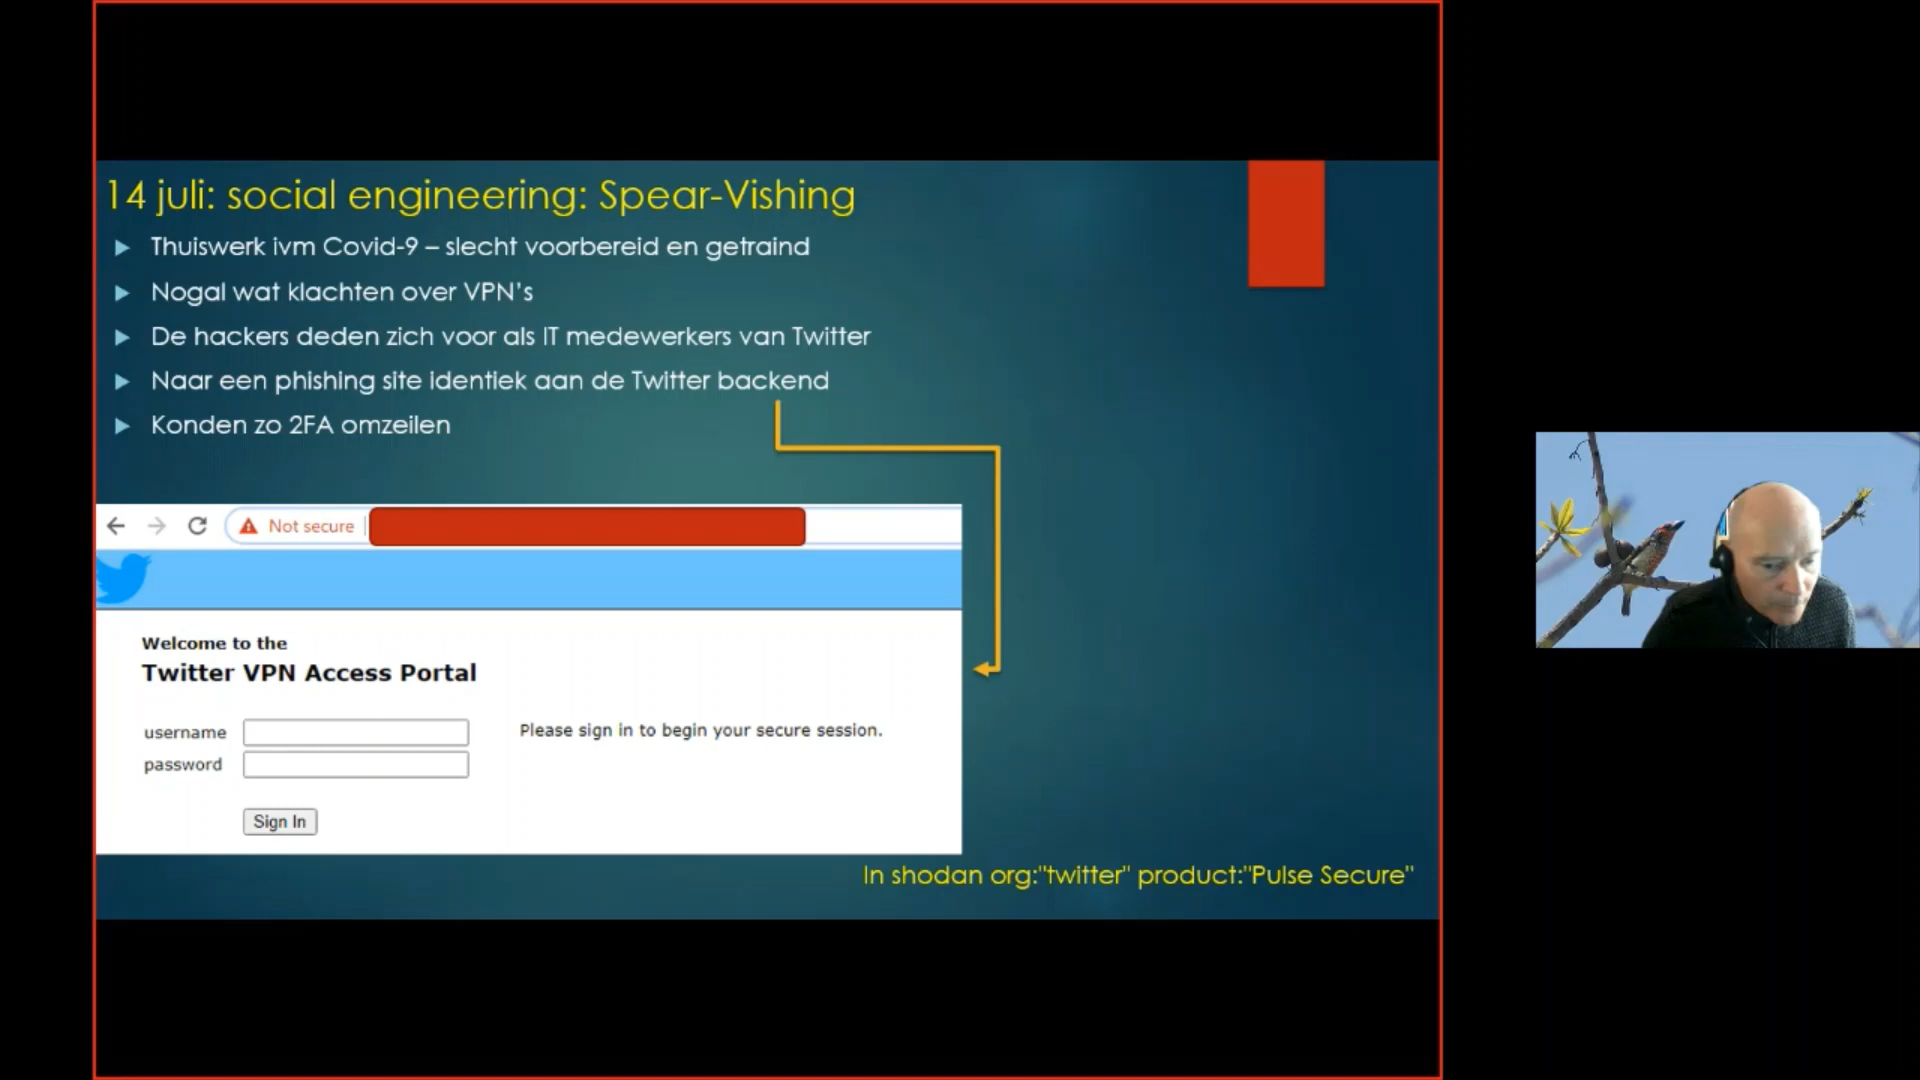 14 juli: social engineering: Spear-Vishing
Thuiswerk ivm Covid-9 – slecht voorbereid en getraind
Nogal wat klachten over VPN's
De hackers deden zich voor als IT medewerkers van Twitter
Naar een phishing site identiek aan de Twitter backend
Konden zo 2FA omzeilen
Not secure
Welcome to the
Twitter VPN Access Portal
username
Please sign in to begin your secure session.
password
Sign In
In shodan org:"twitter" product:"Pulse Secure"